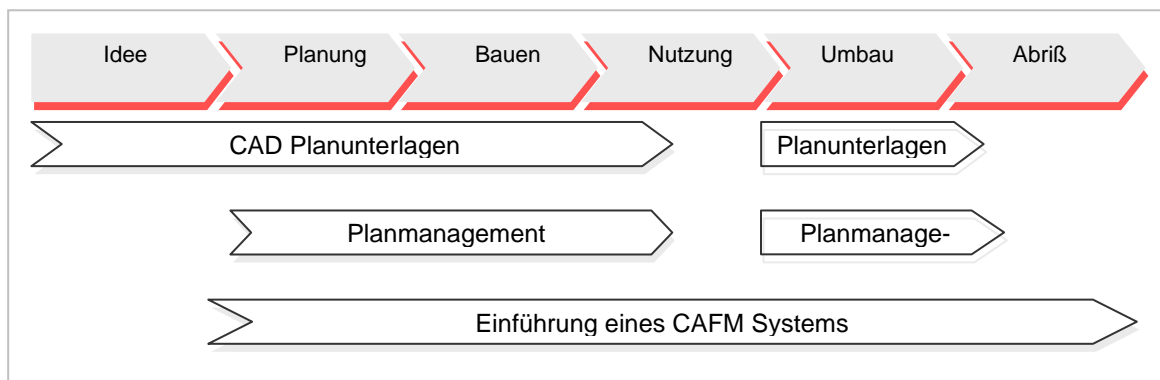 Idee Planung Bauen Nutzung Umbau Abriß
CAD Planunterlagen Planunterlagen
Planmanagement Planmanage-
Einführung eines CAFM Systems